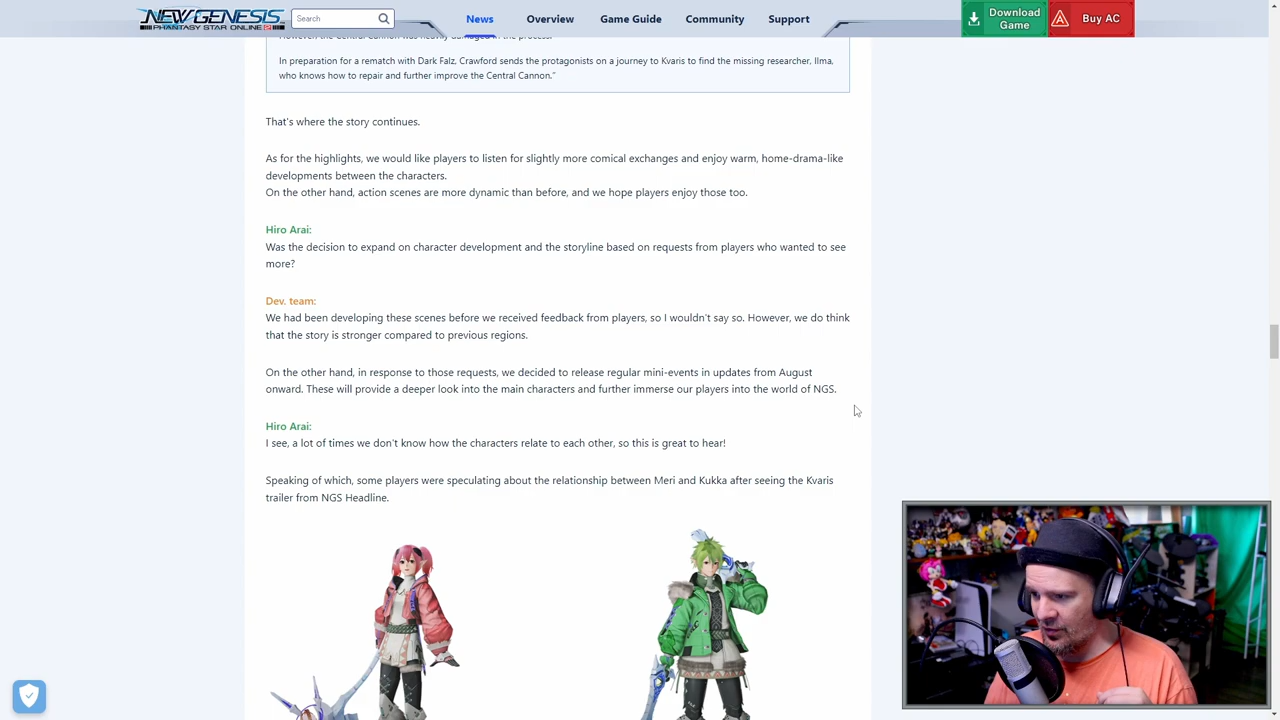 NEW GENESIS
PHANTASY STAR ONLINE 2
Search
News
Overview
Game Guide
Community
Support
Download
Game
Buy AC
However, the Central Cannon was heavily damaged in the process.
In preparation for a rematch with Dark Falz, Crawford sends the protagonists on a journey to Kvaris to find the missing researcher, Ilma,
who knows how to repair and further improve the Central Cannon."
That's where the story continues.
As for the highlights, we would like players to listen for slightly more comical exchanges and enjoy warm, home-drama-like
developments between the characters.
On the other hand, action scenes are more dynamic than before, and we hope players enjoy those too.
Hiro Arai:
Was the decision to expand on character development and the storyline based on requests from players who wanted to see
more?
Dev. team:
We had been developing these scenes before we received feedback from players, so I wouldn't say so. However, we do think
that the story is stronger compared to previous regions.
On the other hand, in response to those requests, we decided to release regular mini-events in updates from August
onward. These will provide a deeper look into the main characters and further immerse our players into the world of NGS.
Hiro Arai:
I see, a lot of times we don't know how the characters relate to each other, so this is great to hear!
Speaking of which, some players were speculating about the relationship between Meri and Kukka after seeing the Kvaris
trailer from NGS Headline.